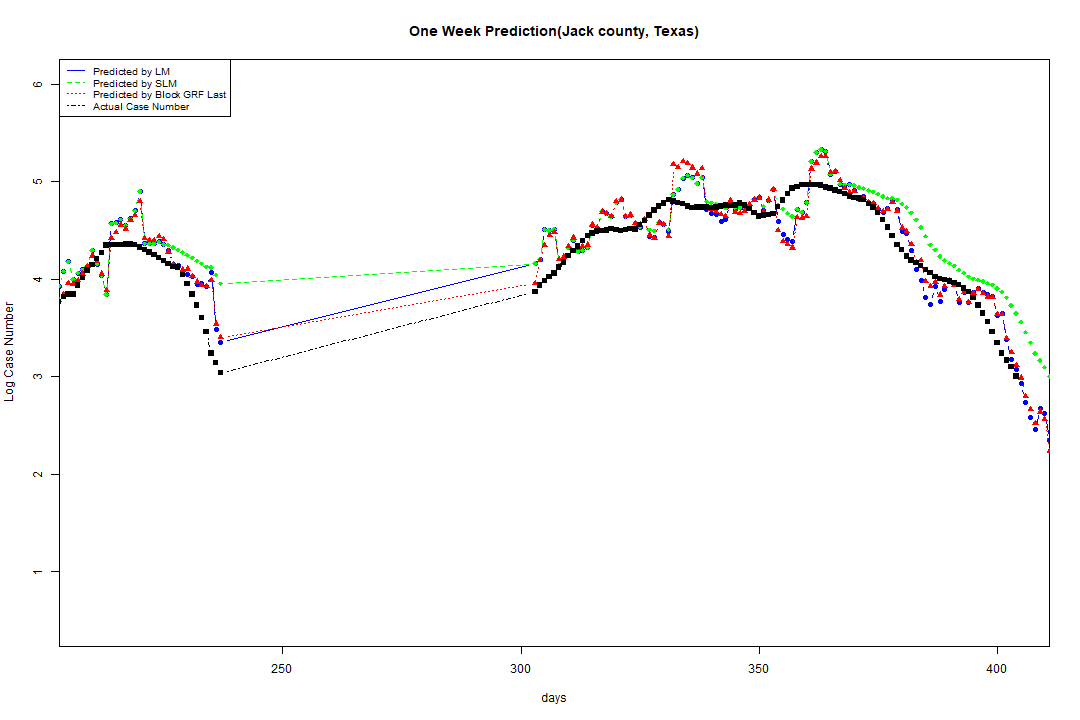 One Week Prediction(Jack county, Texas)
Predicted by LM
Predicted by SLM
Predicted by Block GRF Last
Actual Case Number
6
5
4
3
2
1
Log Case Number
250 300 350 400
days